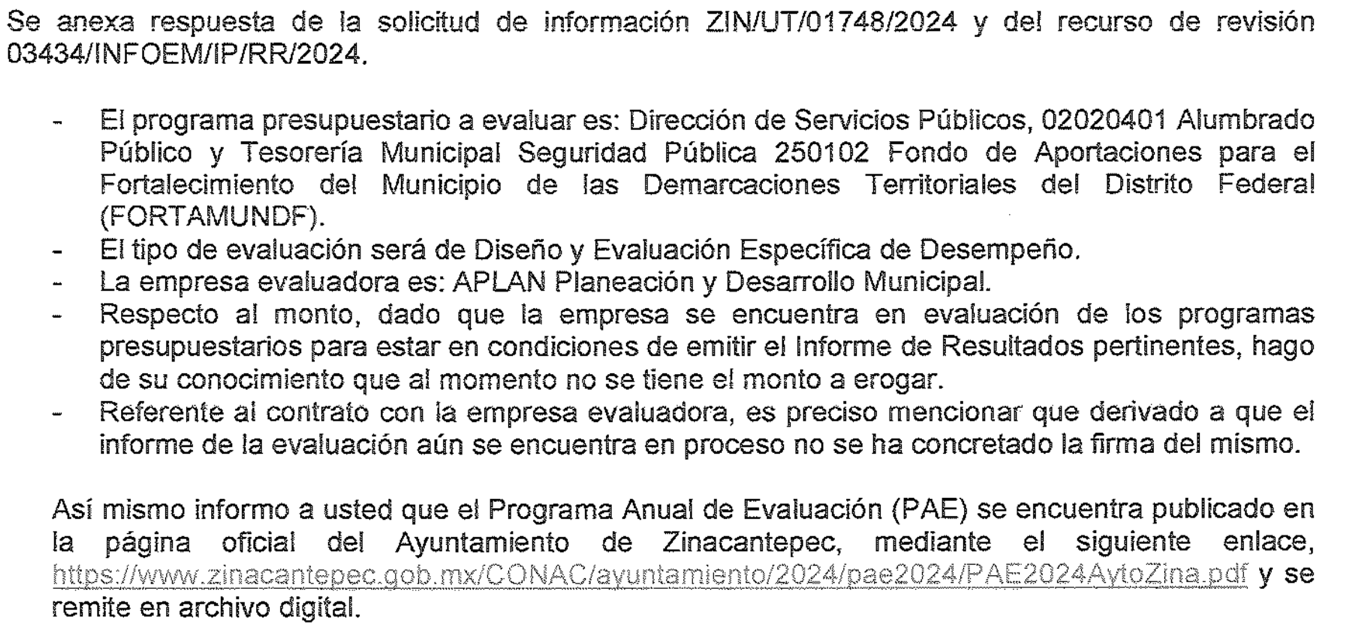 Se anexa respuesta de la solicitud de información ZIN/UT/01748/2024 y del recurso de revisión
03434/INFOEM/IP/RR/2024.
- El programa presupuestario a evaluar es: Dirección de Servicios Públicos, 02020401 Alumbrado
Público y Tesorería Municipal Seguridad Pública 250102 Fondo de Aportaciones para el
Fortalecimiento del Municipio de las Demarcaciones Territoriales del Distrito Federal
(FORTAMUNDF).
- El tipo de evaluación será de Diseño y Evaluación Específica de Desempeño.
- La empresa evaluadora es: APLAN Planeación y Desarrollo Municipal.
- Respecto al monto, dado que la empresa se encuentra en evaluación de los programas
presupuestarios para estar en condiciones de emitir el Informe de Resultados pertinentes, hago
de su conocimiento que al momento no se tiene el monto a erogar.
- Referente al contrato con la empresa evaluadora, es preciso mencionar que derivado a que el
informe de la evaluación aún se encuentra en proceso no se ha concretado la firma del mismo.
Así mismo informo a usted que el Programa Anual de Evaluación (PAE) se encuentra publicado en
la página oficial del Ayuntamiento de Zinacantepec, mediante el siguiente enlace,
https://www.zinacantepec.gob.mx/CONAC/ayuntamiento/2024/pae2024/PAE2024AytoZina.pdf y se
remite en archivo digital.